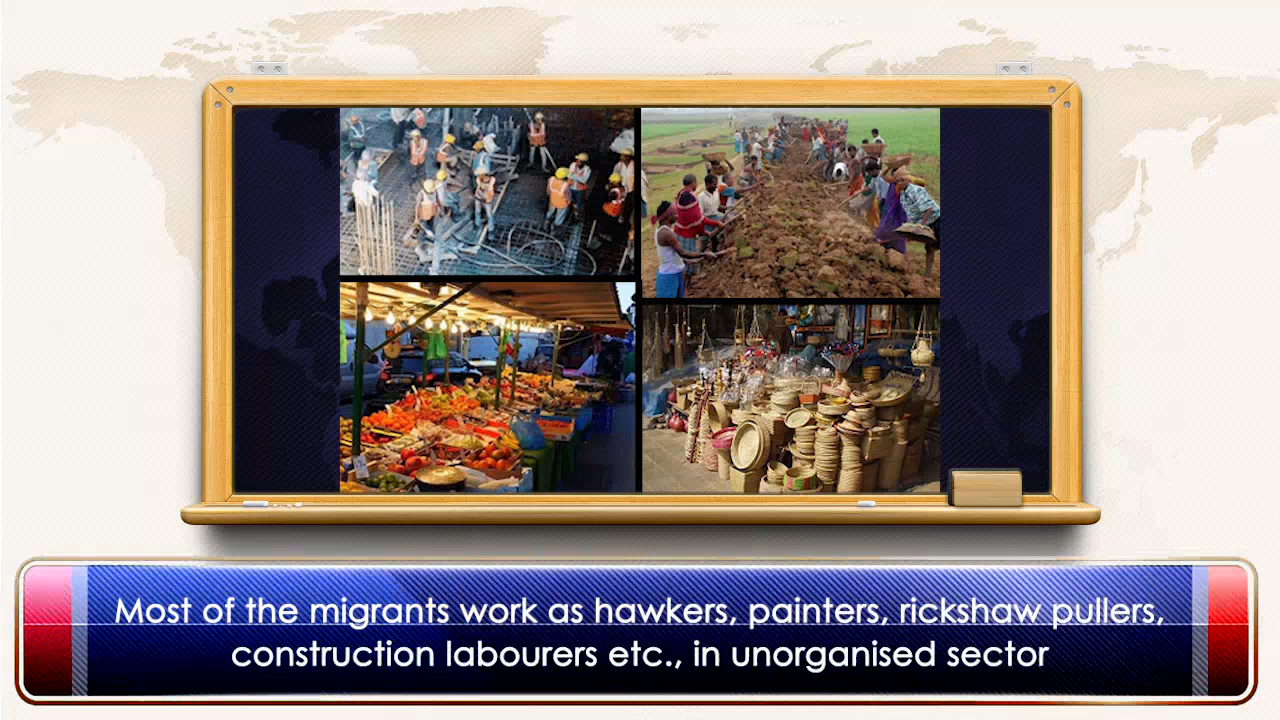 Most of the migrants work as hawkers, painters, rickshaw pullers,
construction labourers etc., in unorganised sector